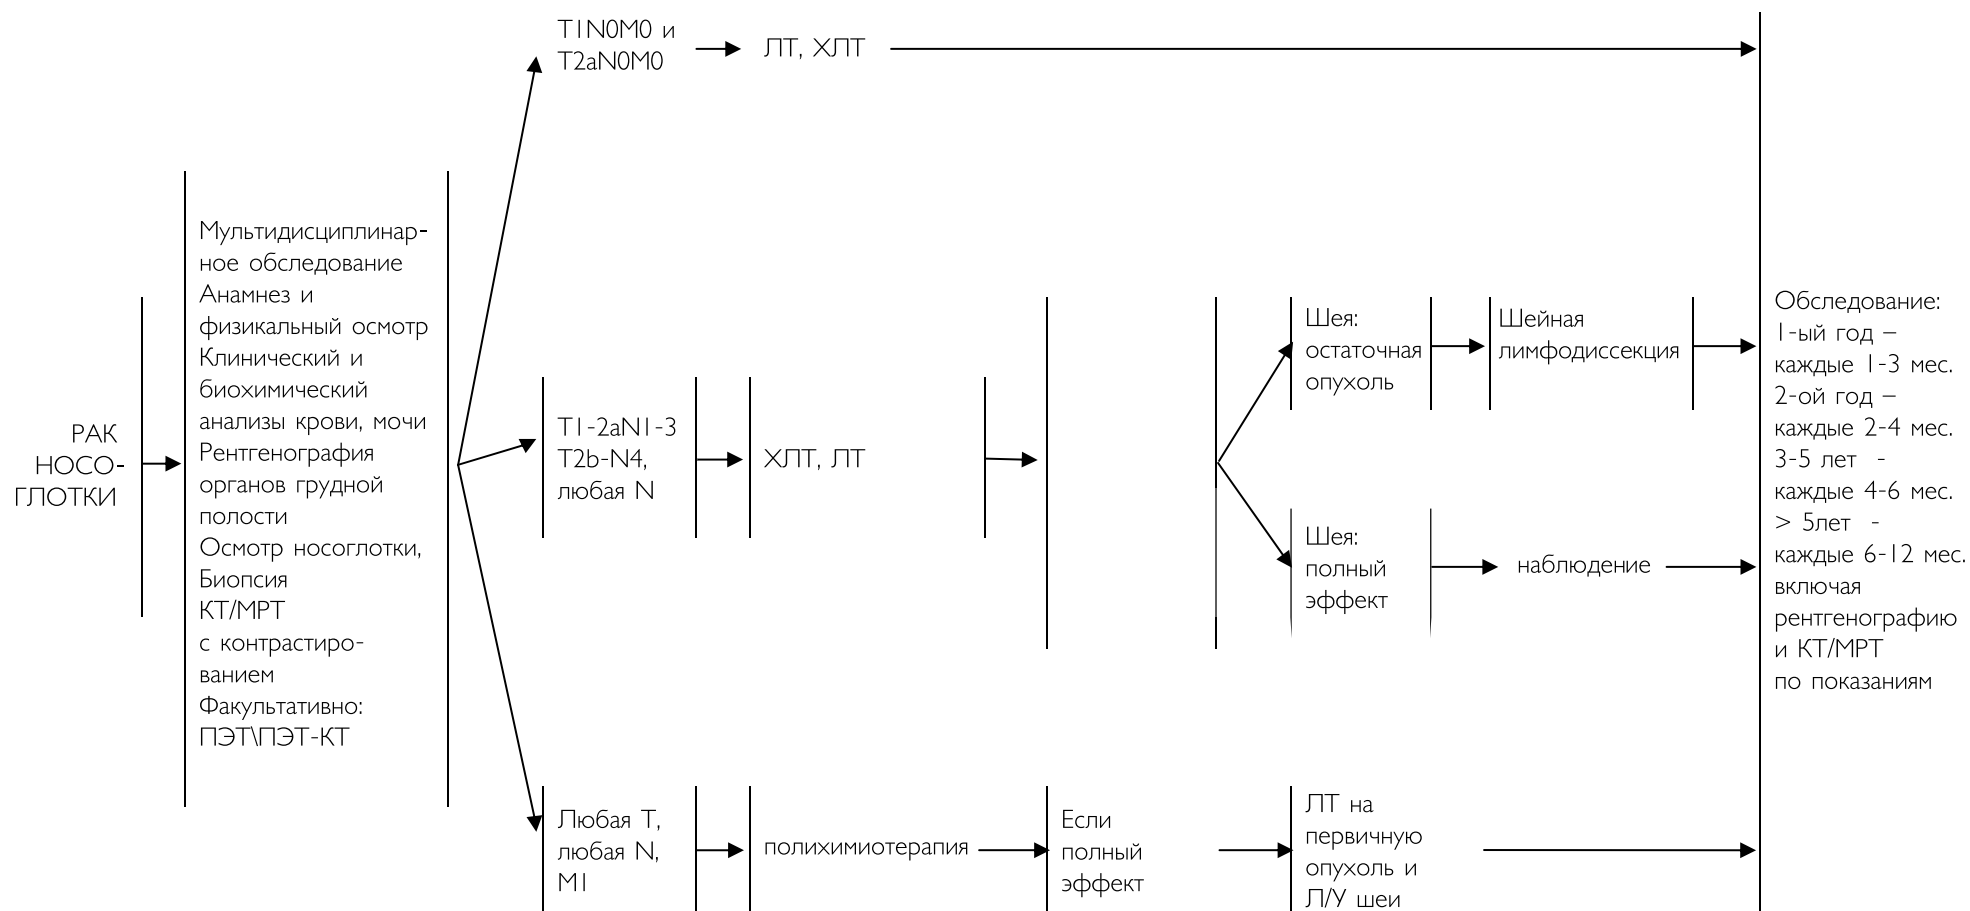 РАК
НОСО-
ГЛОТКИ
Мультидисциплинар-
ное обследование
Анамнез и
физикальный осмотр
Клинический и
биохимический
анализы крови, мочи
Рентгенография
органов грудной
полости
Осмотр носоглотки,
Биопсия
КТ/МРТ
с контрастиро-
ванием
Факультативно:
ПЭТ\ПЭТ-КТ
T1N0M0 и
T2aN0M0
ЛТ, ХЛТ
T1-2aN1-3
T2b-N4,
любая N
ХЛТ, ЛТ
Шея:
остаточная
опухоль
Шейная
лимфодиссекция
Шея:
полный
эффект
наблюдение
Любая Т,
любая N,
M1
полихимиотерапия
Если
полный
эффект
ЛТ на
первичную
опухоль и
Л/У шеи
Обследование:
1-ый год –
каждые 1-3 мес.
2-ой год –
каждые 2-4 мес.
3-5 лет -
каждые 4-6 мес.
> 5лет -
каждые 6-12 мес.
включая
рентгенографию
и КТ/МРТ
по показаниям